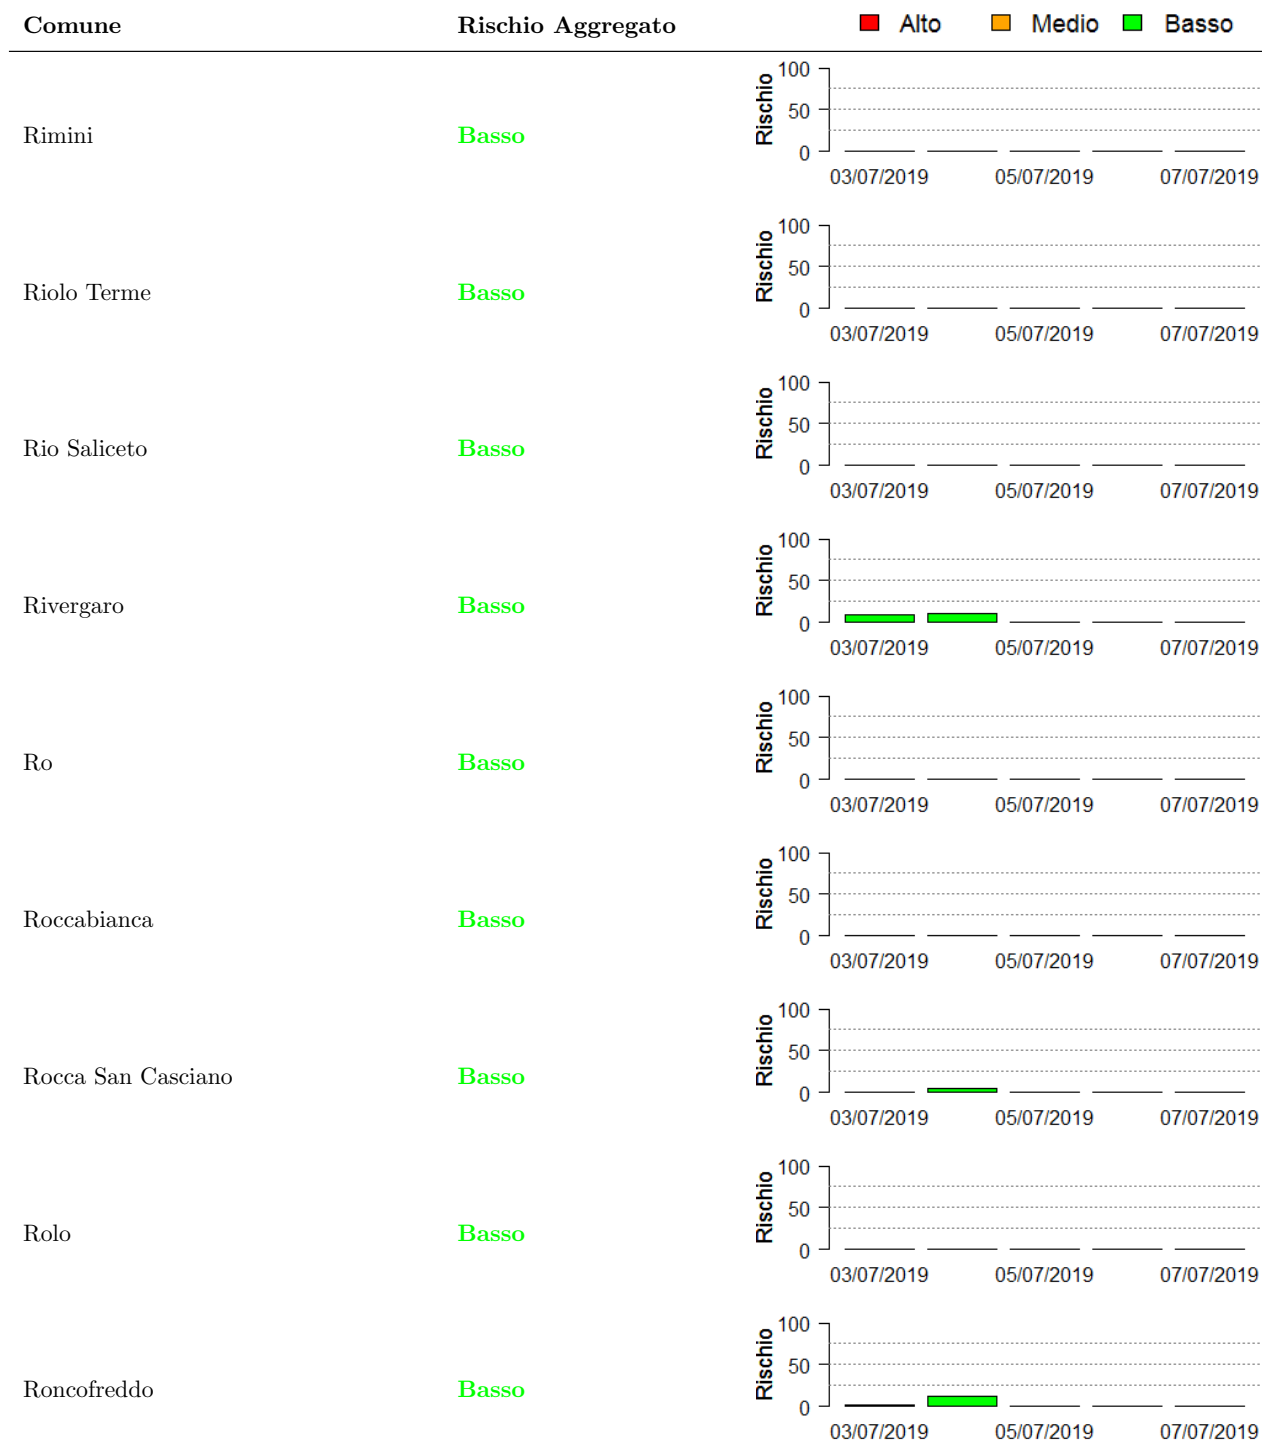 Comune Rischio Aggregato Alto Medio Basso
100
50
0
Rischio
Rimini Basso
03/07/2019 05/07/2019 07/07/2019
100
50
0
Rischio
Riolo Terme Basso
03/07/2019 05/07/2019 07/07/2019
100
50
0
Rischio
Rio Saliceto Basso
03/07/2019 05/07/2019 07/07/2019
100
50
0
Rischio
Rivergaro Basso
03/07/2019 05/07/2019 07/07/2019
100
50
0
Rischio
Ro Basso
03/07/2019 05/07/2019 07/07/2019
100
50
0
Rischio
Roccabianca Basso
03/07/2019 05/07/2019 07/07/2019
100
50
0
Rischio
Rocca San Casciano Basso
03/07/2019 05/07/2019 07/07/2019
100
50
0
Rischio
Rolo Basso
03/07/2019 05/07/2019 07/07/2019
100
50
0
Rischio
Roncofreddo Basso
03/07/2019 05/07/2019 07/07/2019